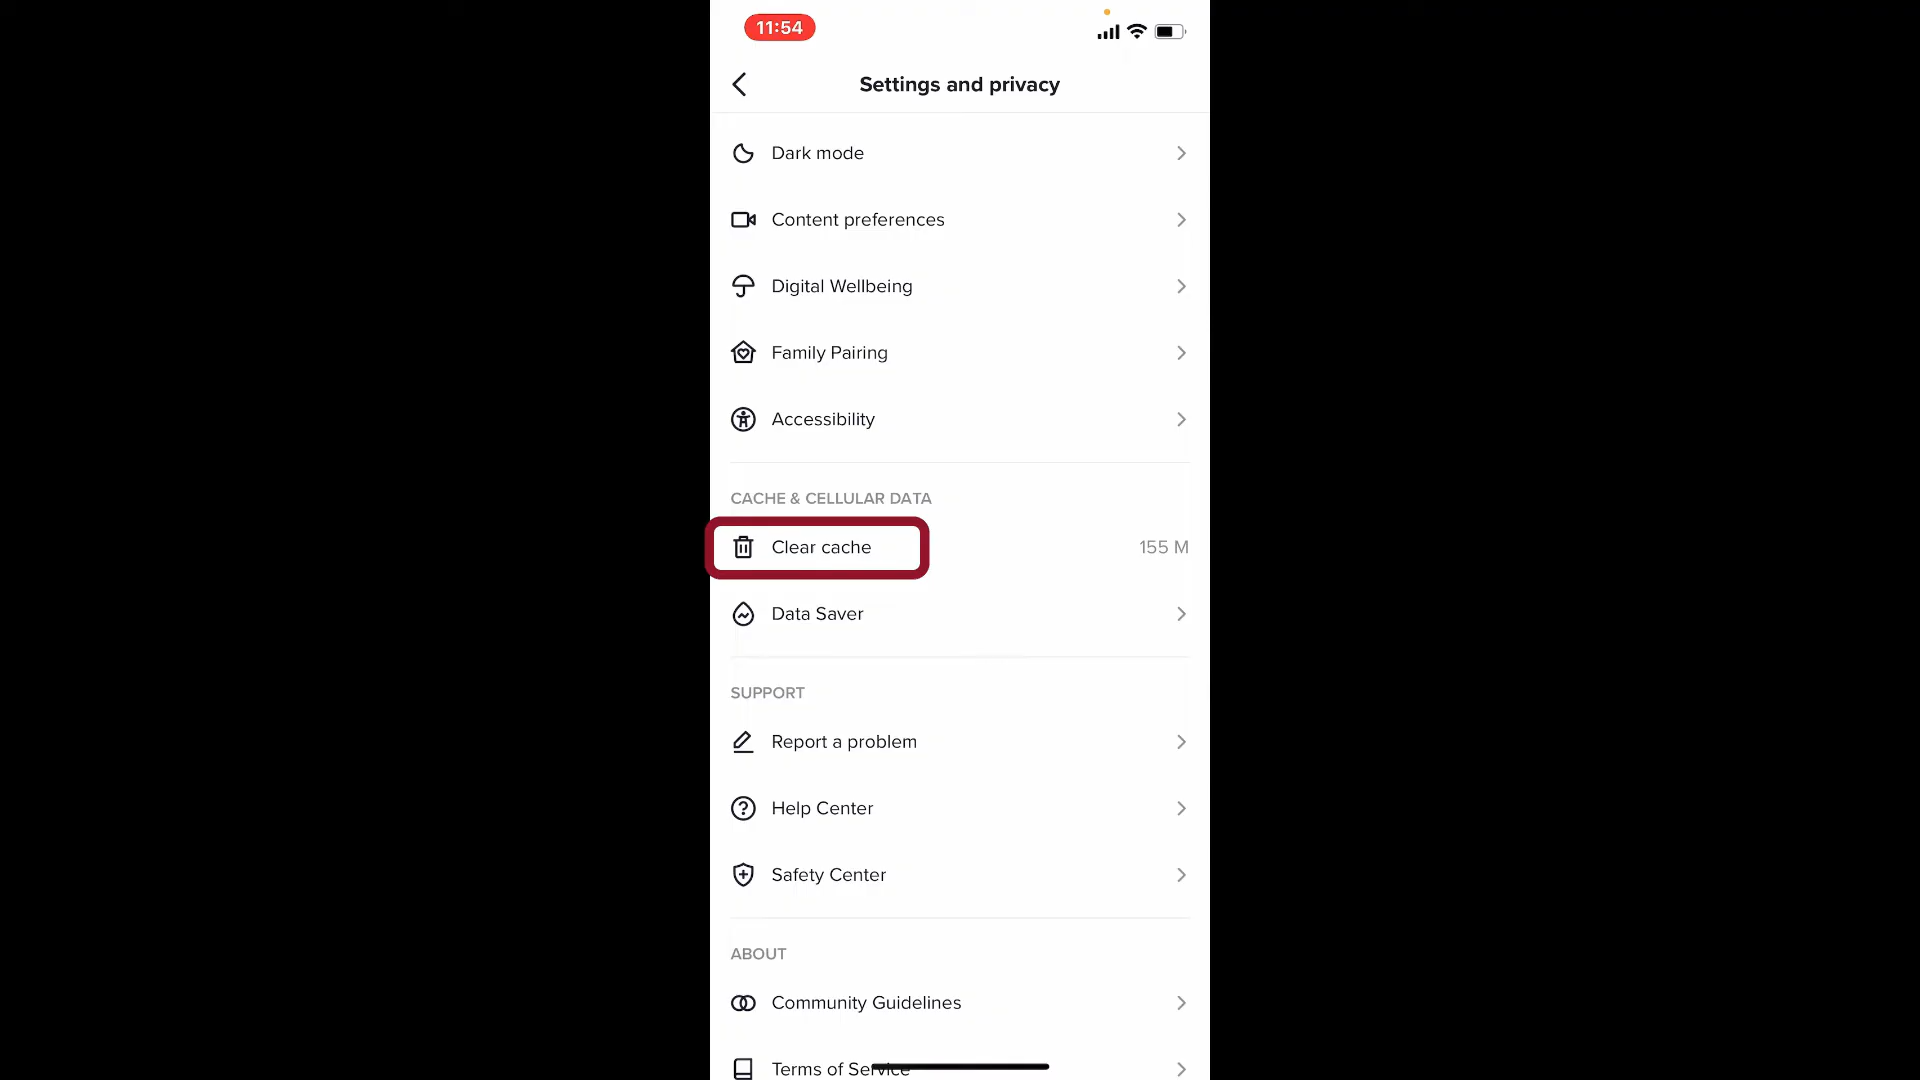 11:54
Settings and privacy
Dark mode
Content preferences
Digital Wellbeing
Family Pairing
Accessibility
CACHE & CELLULAR DATA
Clear cache 155 M
Data Saver
SUPPORT
Report a problem
Help Center
Safety Center
ABOUT
Community Guidelines
Terms of Service